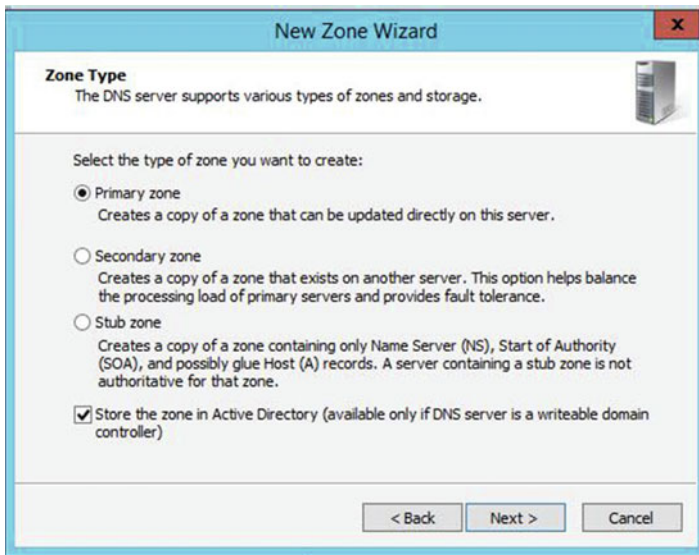 New Zone Wizard
x
Zone Type
The DNS server supports various types of zones and storage.
Select the type of zone you want to create:
Primary zone
Creates a copy of a zone that can be updated directly on this server.
Secondary zone
Creates a copy of a zone that exists on another server. This option helps balance
the processing load of primary servers and provides fault tolerance.
Stub zone
Creates a copy of a zone containing only Name Server (NS), Start of Authority
(SOA), and possibly glue Host (A) records. A server containing a stub zone is not
authoritative for that zone.
Store the zone in Active Directory (available only if DNS server is a writeable domain
controller)
< Back Next > Cancel